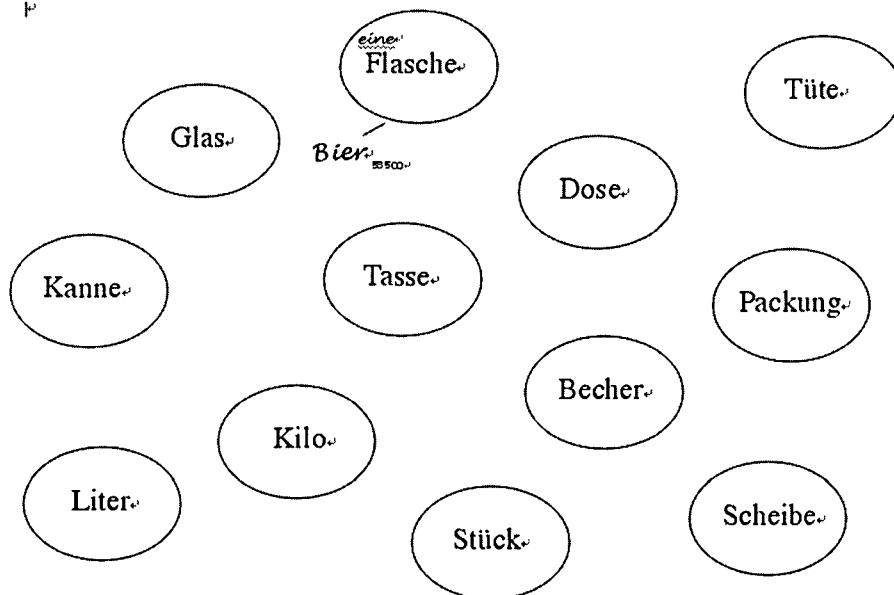 eine
Flasche
Tüte
Glas
Bier
Dose
Kanne
Tasse
Packung
Becher
Kilo
Liter
Scheibe
Stück